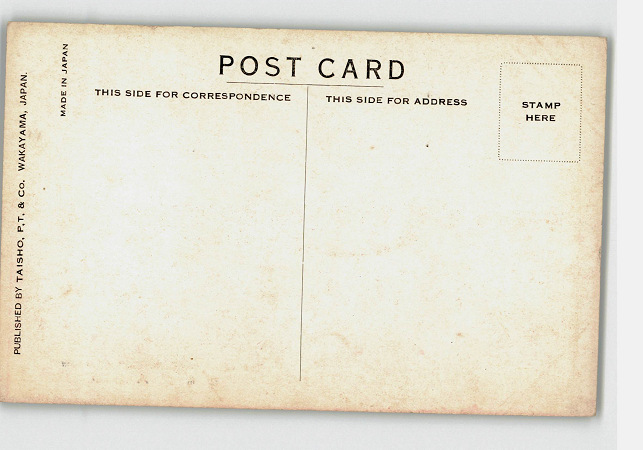 POST CARD
THIS SIDE FOR CORRESPONDENCE
THIS SIDE FOR ADDRESS
STAMP
HERE
MADE IN JAPAN
PUBLISHED BY TAISHO, P,T, & Co. WAKAYAMA, JAPAN.